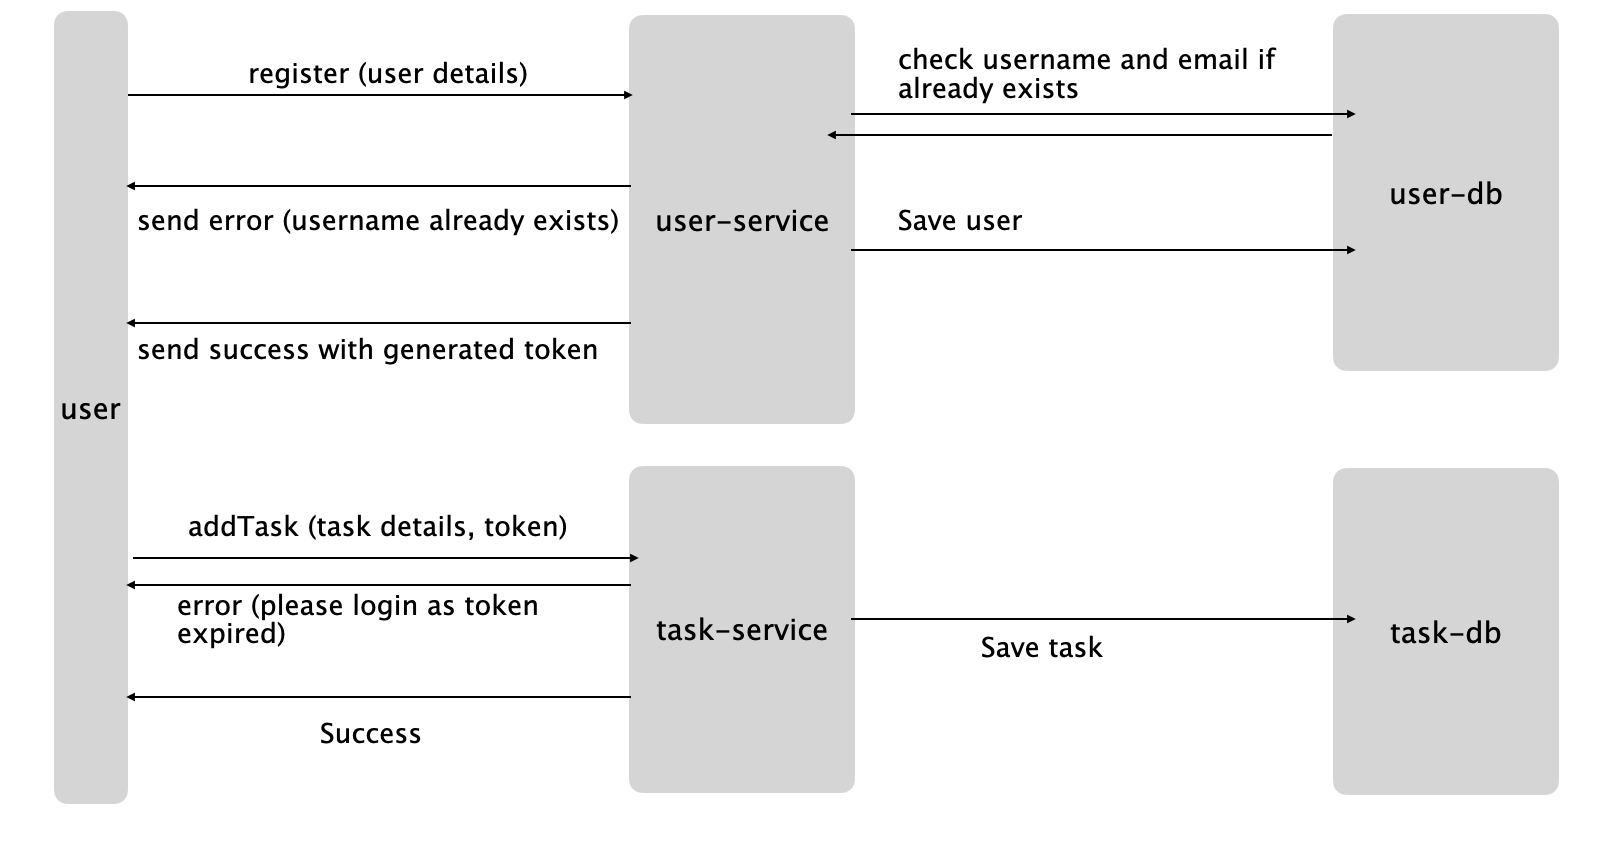 register (user details)
check username and email if
already exists
user-db
send error (username already exists)
user-service
Save user
send success with generated token
user
addTask (task details, token)
error (please login as token
expired)
task-service
Save task
task-db
Success